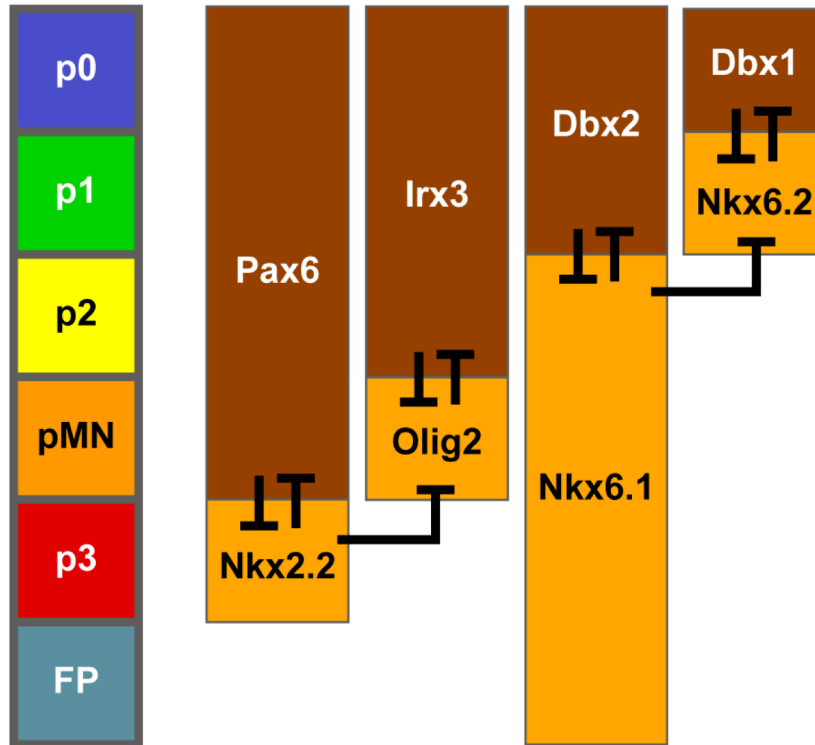 p0
p1
p2
pMN
p3
FP
Pax6
Nkx2.2
Irx3
Olig2
Dbx2
Nkx6.1
Dbx1
Nkx6.2